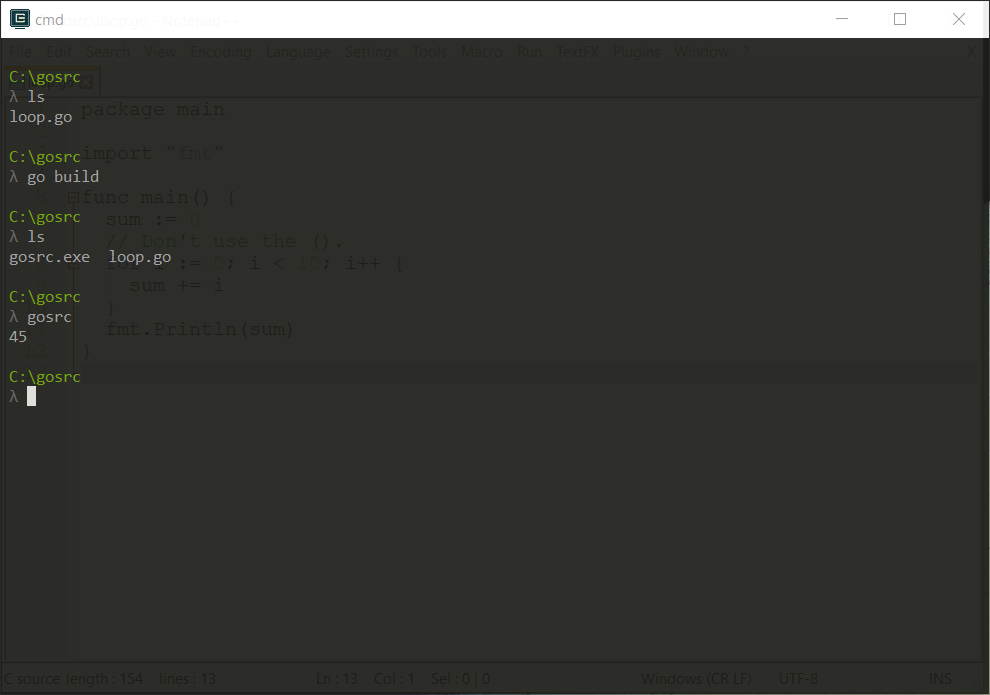 cmd
File Edit Search View Encoding Language Settings Tools Macro Run TextFX Plugins Window ? X
C:\gosrc
λ ls
loop.go
C:\gosrc
λ go build
C:\gosrc
λ ls
gosrc.exe  loop.go
C:\gosrc
λ gosrc
45
C:\gosrc
λ
package main
import "fmt"
func main() {
sum := 0
// Don't use the ().
for i := 0; i < 10; i++ {
sum += i
}
fmt.Println(sum)
12 }
C source length : 154 lines : 13 Ln : 13 Col : 1 Sel : 0 | 0 Windows (CR LF) UTF-8 INS